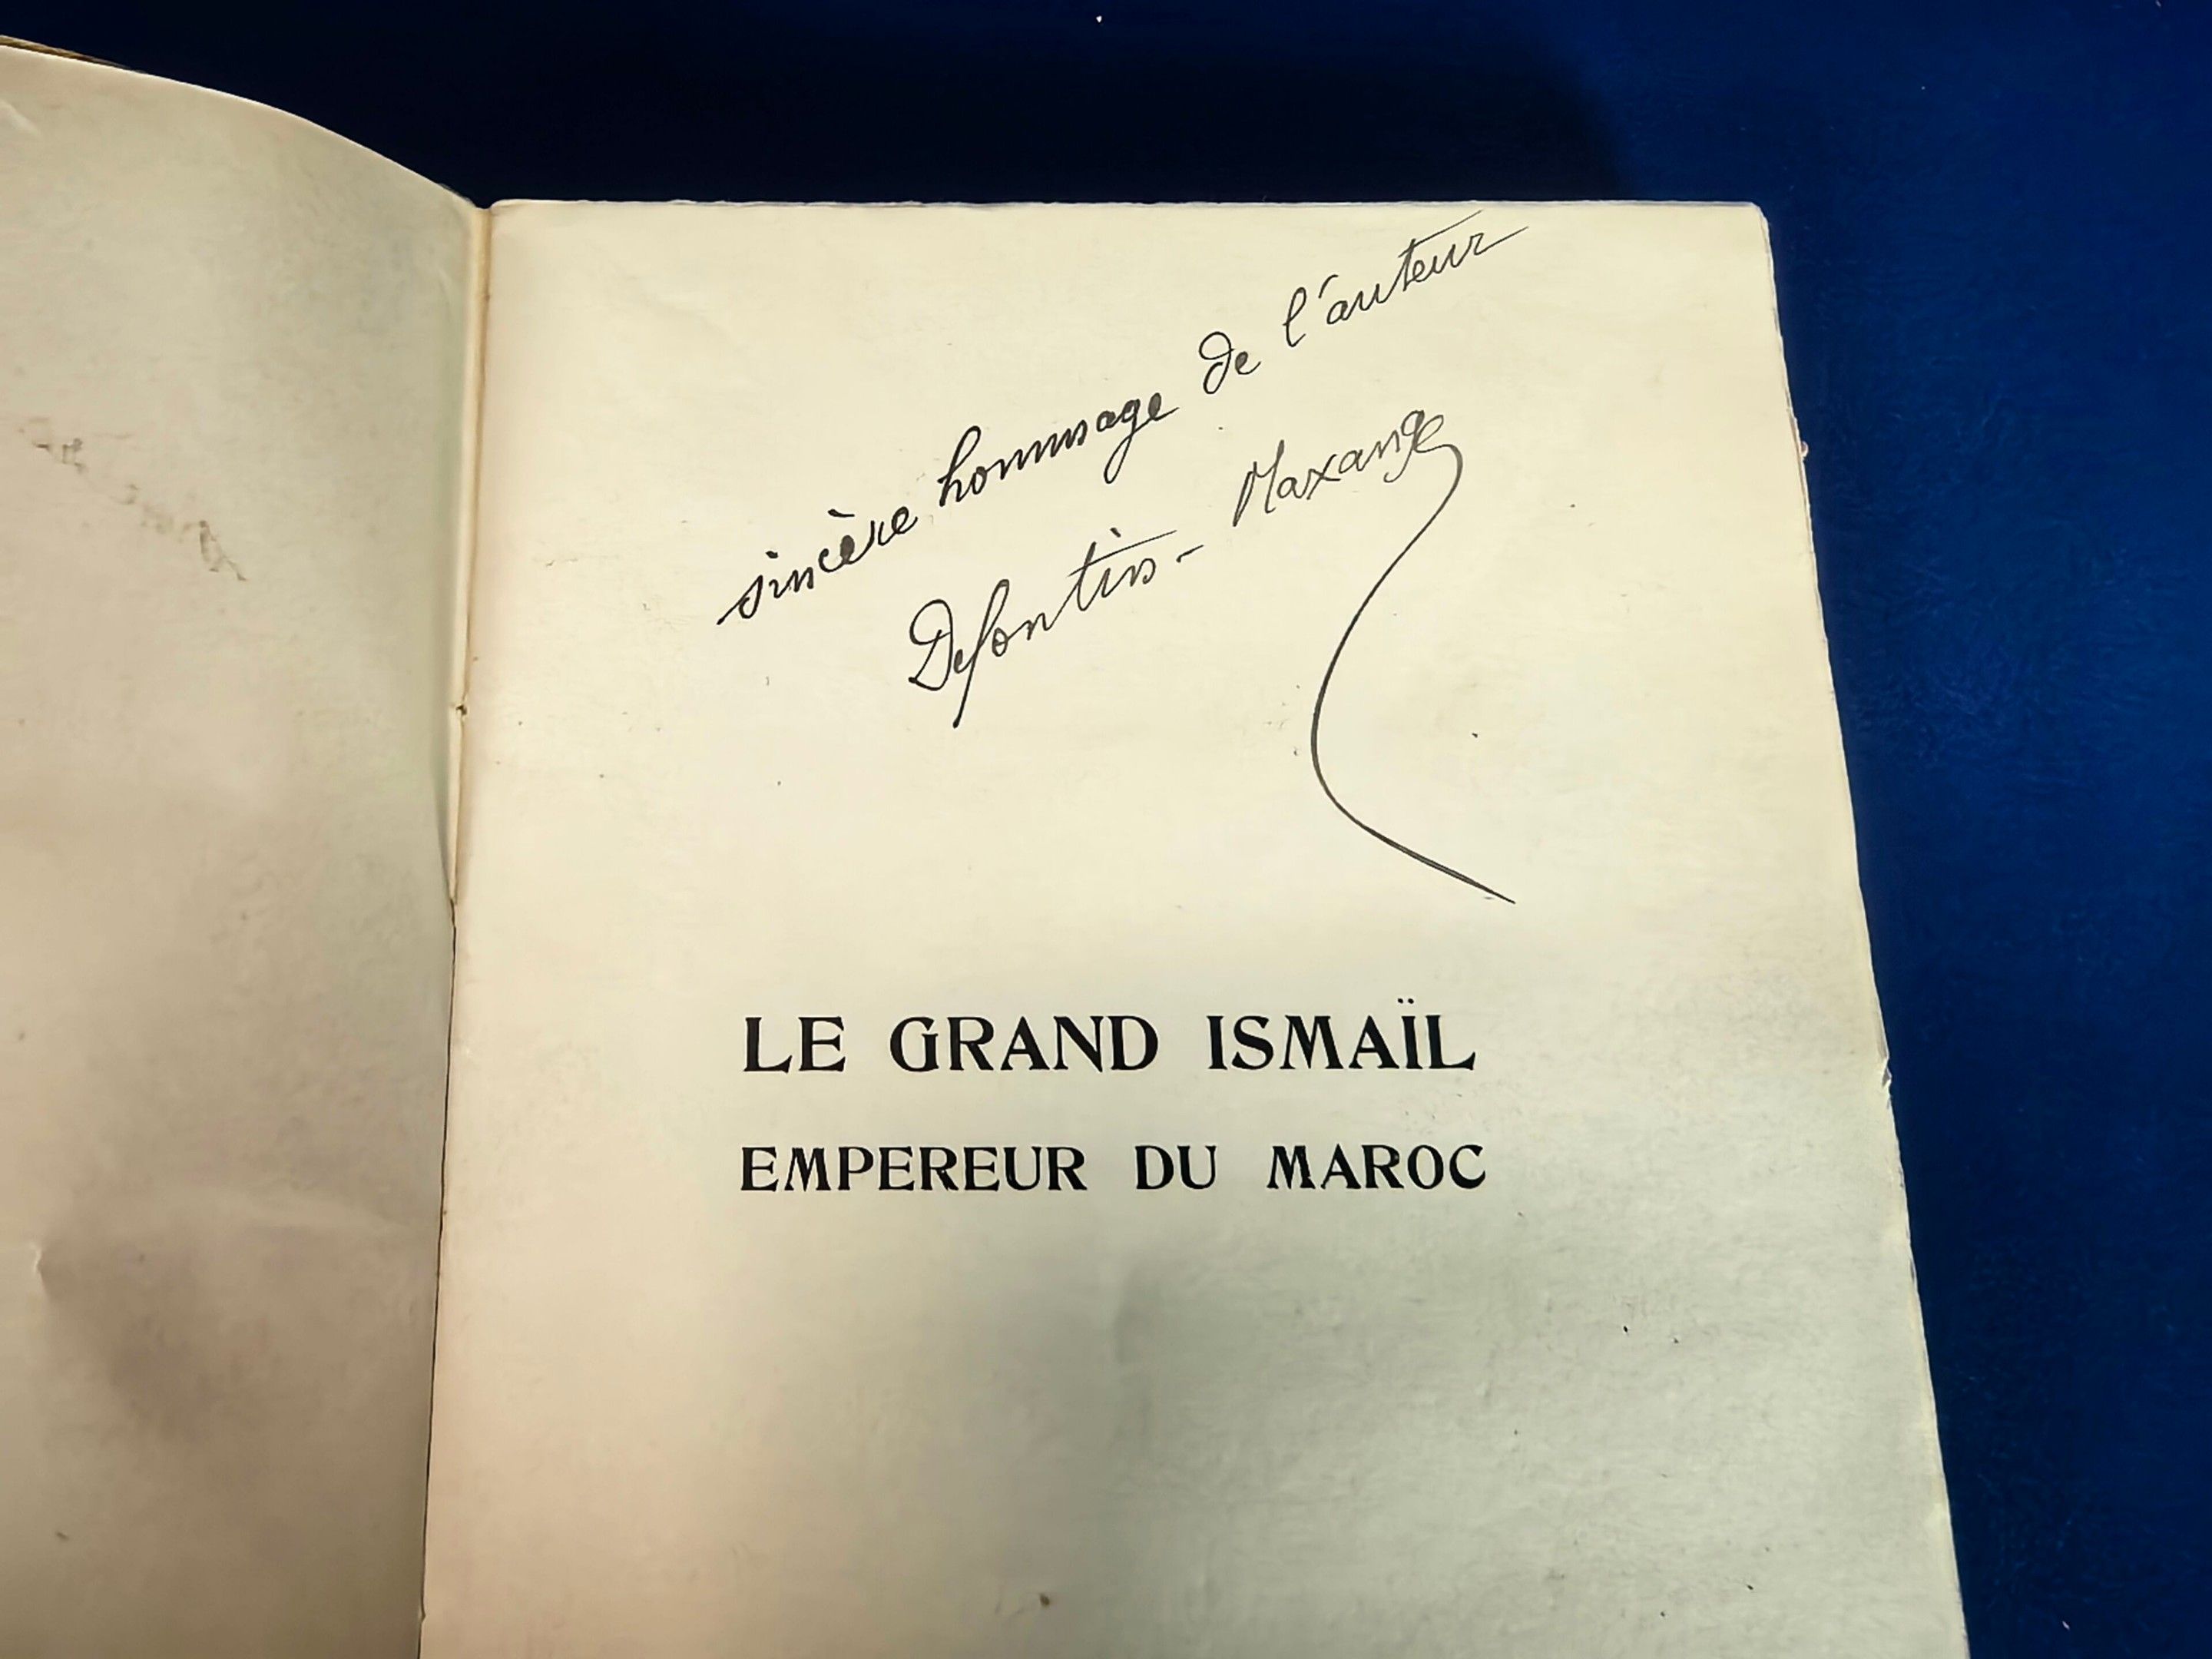 sincère hommage de l'auteur
Defontin-Maxange
LE GRAND ISMAÏL
EMPEREUR DU MAROC